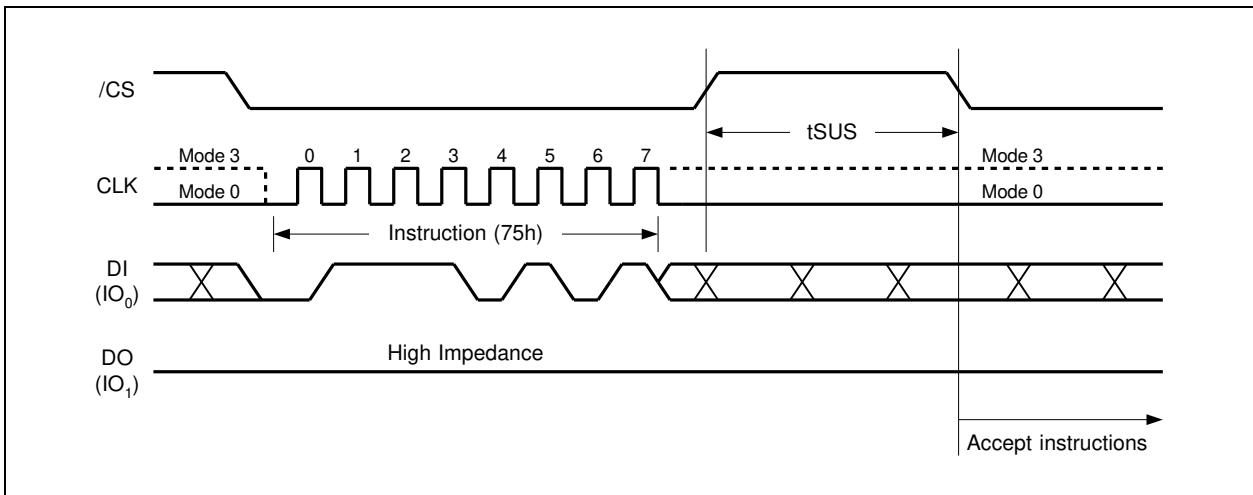 /CS
tSUS
Mode 3 0 1 2 3 4 5 6 7 Mode 3
CLK
Mode 0 Mode 0
Instruction (75h)
DI
(IO0)
High Impedance
DO
(IO1)
Accept instructions